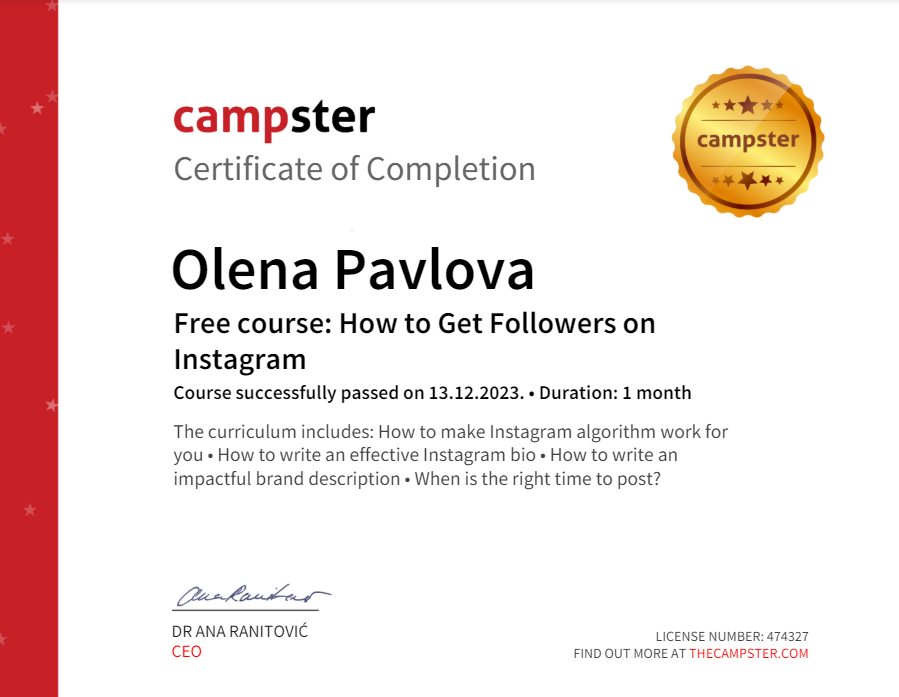 campster
Certificate of Completion
campster
Olena Pavlova
Free course: How to Get Followers on
Instagram
Course successfully passed on 13.12.2023. • Duration: 1 month
The curriculum includes: How to make Instagram algorithm work for
you • How to write an effective Instagram bio • How to write an
impactful brand description • When is the right time to post?
Ana Ranitović
DR ANA RANITOVIĆ
CEO
LICENSE NUMBER: 474327
FIND OUT MORE AT THECAMPSTER.COM